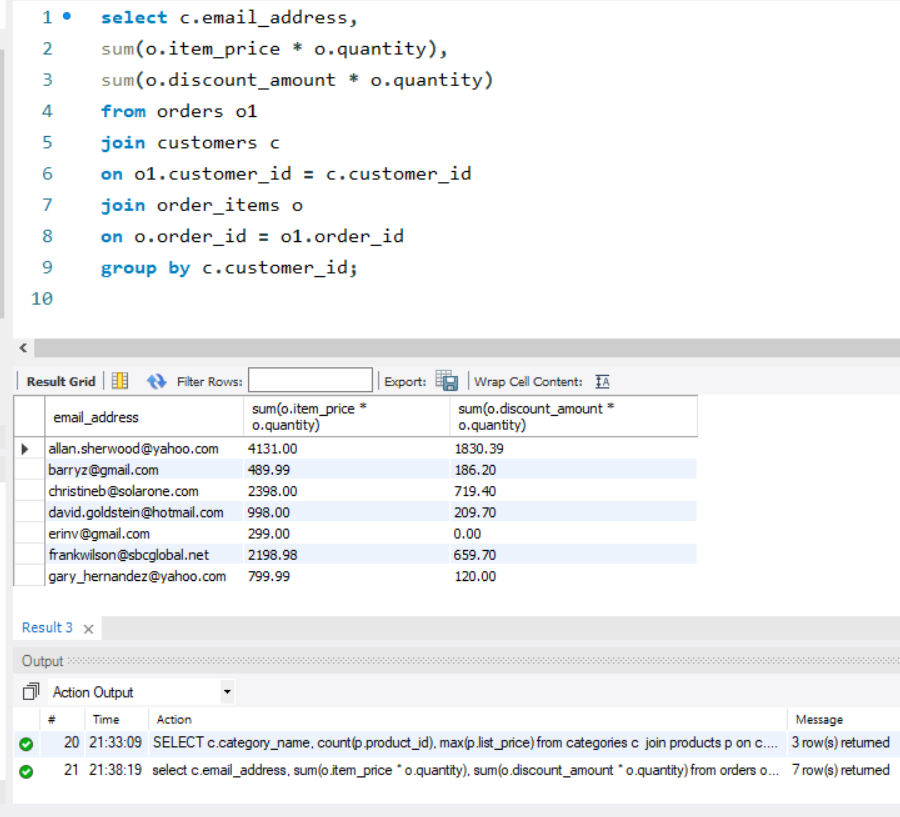 1 select c.email_address,
2 sum(o.item_price * o.quantity),
3 sum(o.discount_amount * o.quantity)
4 from orders o1
5 join customers c
6 on o1.customer_id = c.customer_id
7 join order_items o
8 on o.order_id = o1.order_id
9 group by c.customer_id;
10
Result Grid Filter Rows: Export: Wrap Cell Content: IA
email_address sum(o.item_price * o.quantity) sum(o.discount_amount * o.quantity)
allan.sherwood@yahoo.com 4131.00 1830.39
barryz@gmail.com 489.99 186.20
christineb@solarone.com 2398.00 719.40
david.goldstein@hotmail.com 998.00 209.70
erinv@gmail.com 299.00 0.00
frankwilson@sbcglobal.net 2198.98 659.70
gary_hernandez@yahoo.com 799.99 120.00
Result 3
Output
Action Output
# Time Action Message
20 21:33:09 SELECT c.category_name, count(p.product_id), max(p.list_price) from categories c join products p on c.... 3 row(s) returned
21 21:38:19 select c.email_address, sum(o.item_price * o.quantity), sum(o.discount_amount * o.quantity) from orders o... 7 row(s) returned